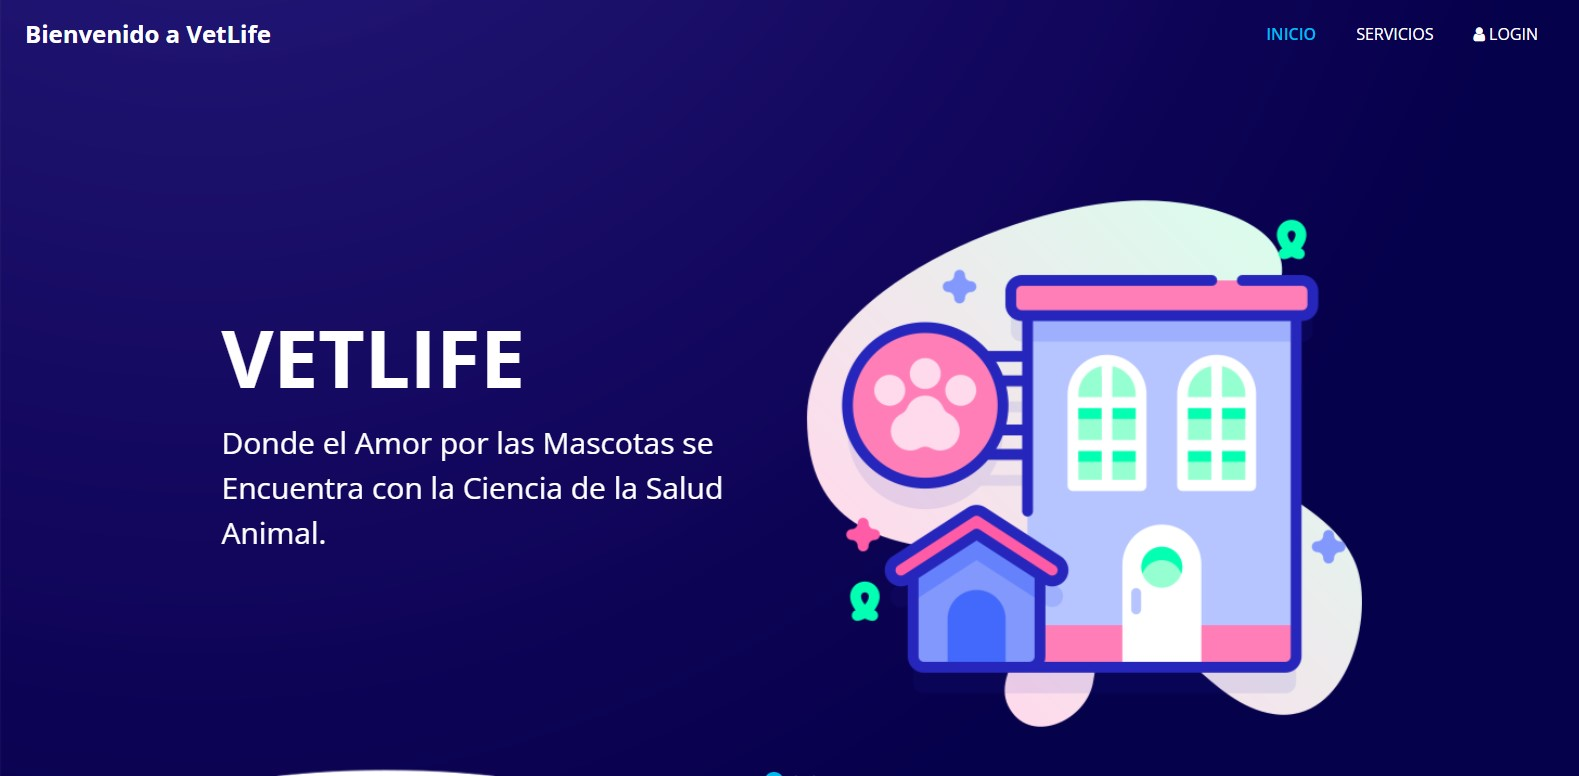 Bienvenido a VetLife
INICIO
SERVICIOS
LOGIN
VETLIFE
Donde el Amor por las Mascotas se
Encuentra con la Ciencia de la Salud
Animal.